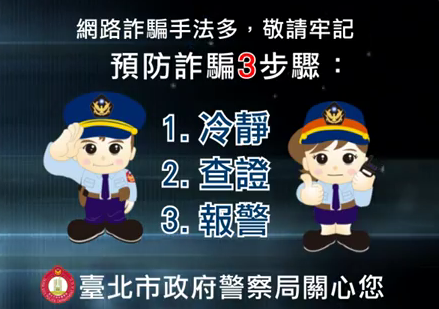 網路詐騙手法多，敬請牢記
預防詐騙3步驟：
1.冷靜
2.查證
3.報警
臺北市政府警察局關心您